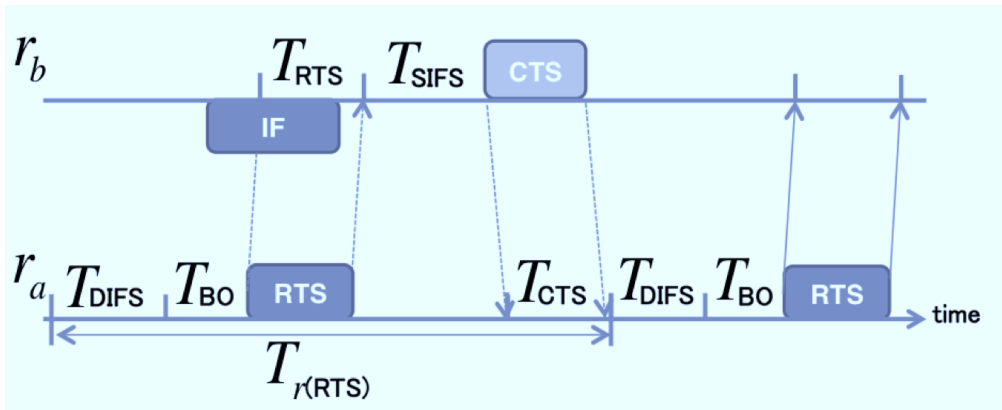 r_b T_RTS T_SIFS CTS
IF
r_a T_DIFS T_BO RTS T_CTS T_DIFS T_BO RTS time
T_r(RTS)